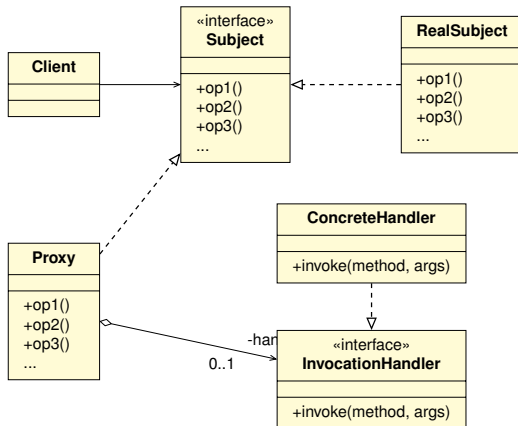 «interface»
Subject
+op1()
+op2()
+op3()
...
RealSubject
+op1()
+op2()
+op3()
...
Client
ConcreteHandler
+invoke(method, args)
Proxy
+op1()
+op2()
+op3()
...
-han
0..1
«interface»
InvocationHandler
+invoke(method, args)